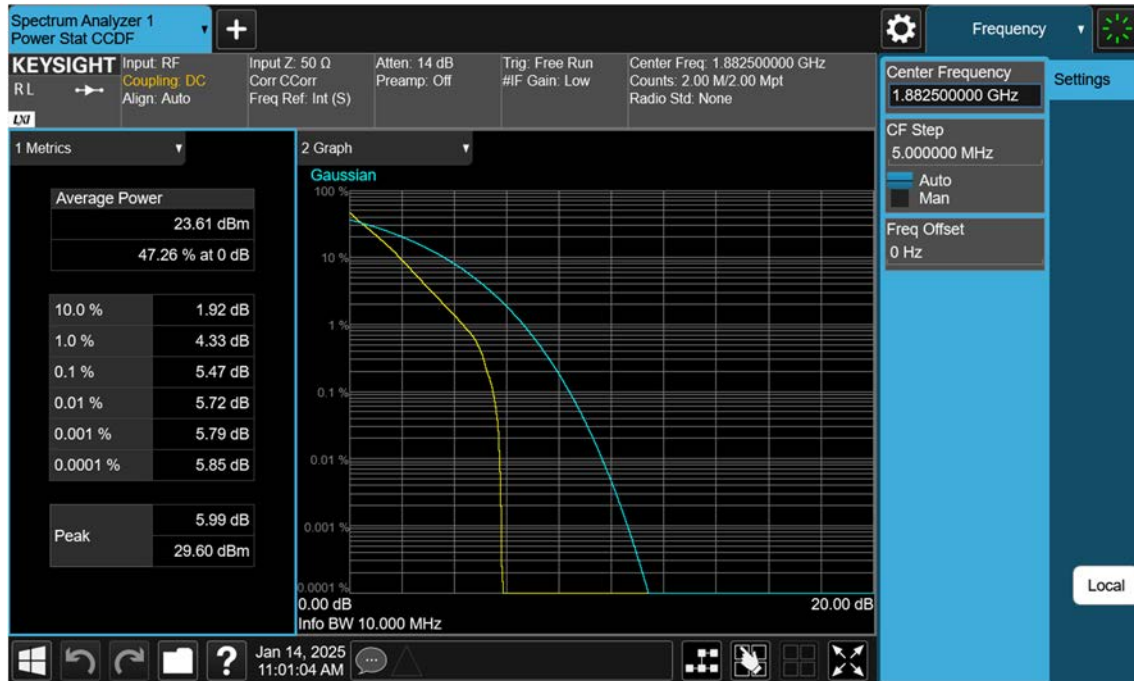 Spectrum Analyzer 1
Power Stat CCDF
Frequency
KEYSIGHT
RL
LXI
Input: RF
Coupling: DC
Align: Auto
Input Z: 50 Ω
Corr CCorr
Freq Ref: Int (S)
Atten: 14 dB
Preamp: Off
Trig: Free Run
#IF Gain: Low
Center Freq: 1.882500000 GHz
Counts: 2.00 M/2.00 Mpt
Radio Std: None
Center Frequency
1.882500000 GHz
Settings
CF Step
5.000000 MHz
Auto
Man
Freq Offset
0 Hz
1 Metrics
Average Power
23.61 dBm
47.26 % at 0 dB
10.0 % 1.92 dB
1.0 % 4.33 dB
0.1 % 5.47 dB
0.01 % 5.72 dB
0.001 % 5.79 dB
0.0001 % 5.85 dB
Peak
5.99 dB
29.60 dBm
2 Graph
Gaussian
100 %
10 %
1 %
0.1 %
0.01 %
0.001 %
0.0001 %
0.00 dB 20.00 dB
Info BW 10.000 MHz
Local
?
Jan 14, 2025
11:01:04 AM